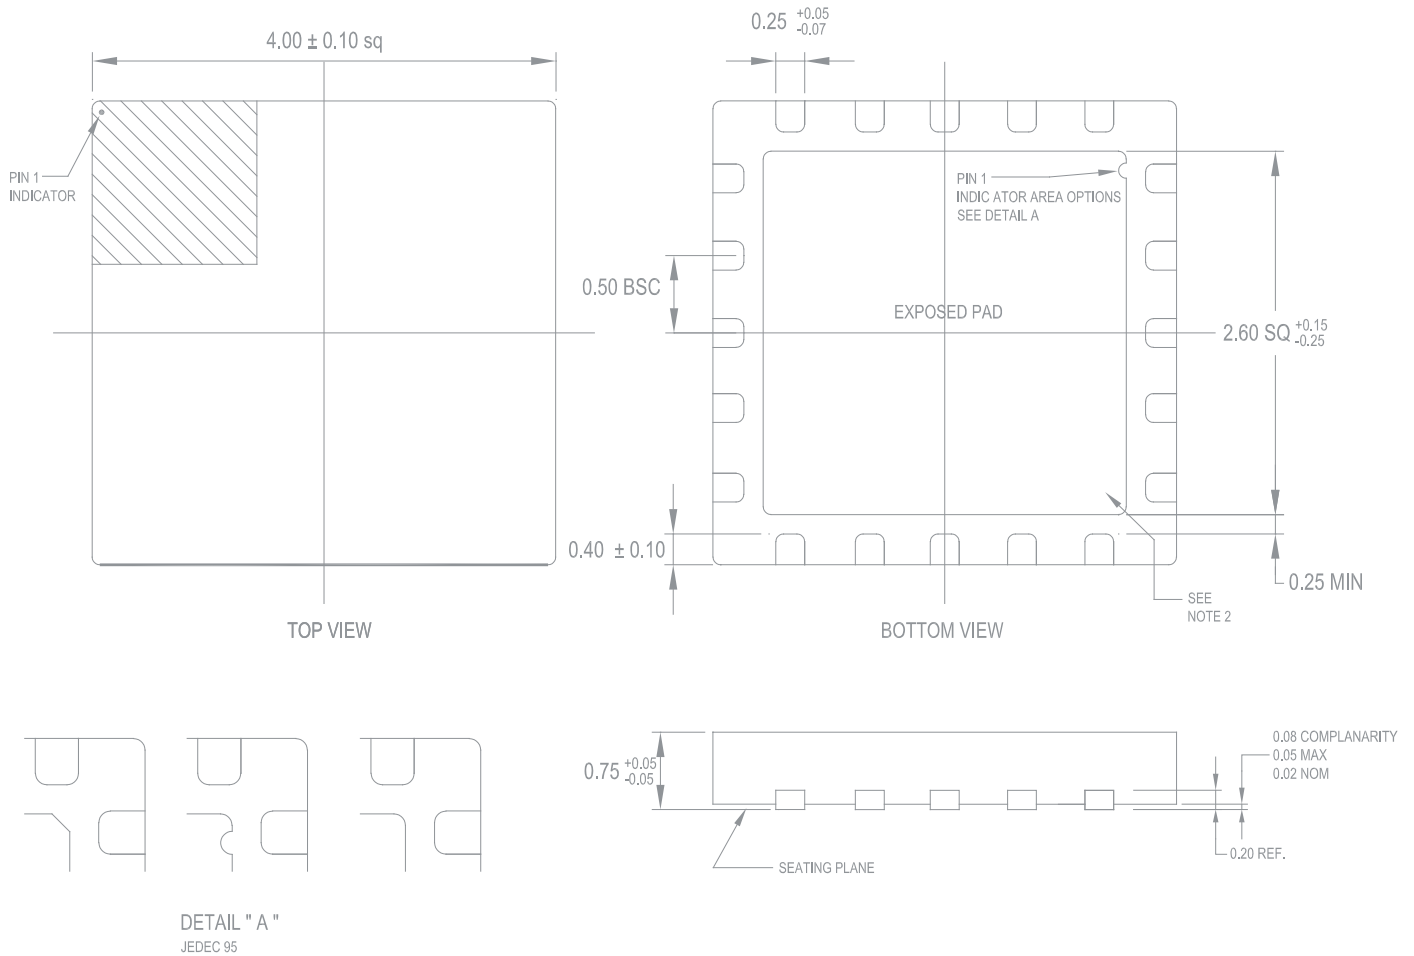 4.00 ± 0.10 sq
PIN 1
INDICATOR
TOP VIEW
0.25 +0.05
-0.07
PIN 1
INDIC ATOR AREA OPTIONS
SEE DETAIL A
0.50 BSC
EXPOSED PAD
2.60 SQ +0.15
-0.25
0.40 ± 0.10
0.25 MIN
SEE
NOTE 2
BOTTOM VIEW
DETAIL " A "
JEDEC 95
0.75 +0.05
-0.05
0.08 COMPLANARITY
0.05 MAX
0.02 NOM
0.20 REF.
SEATING PLANE